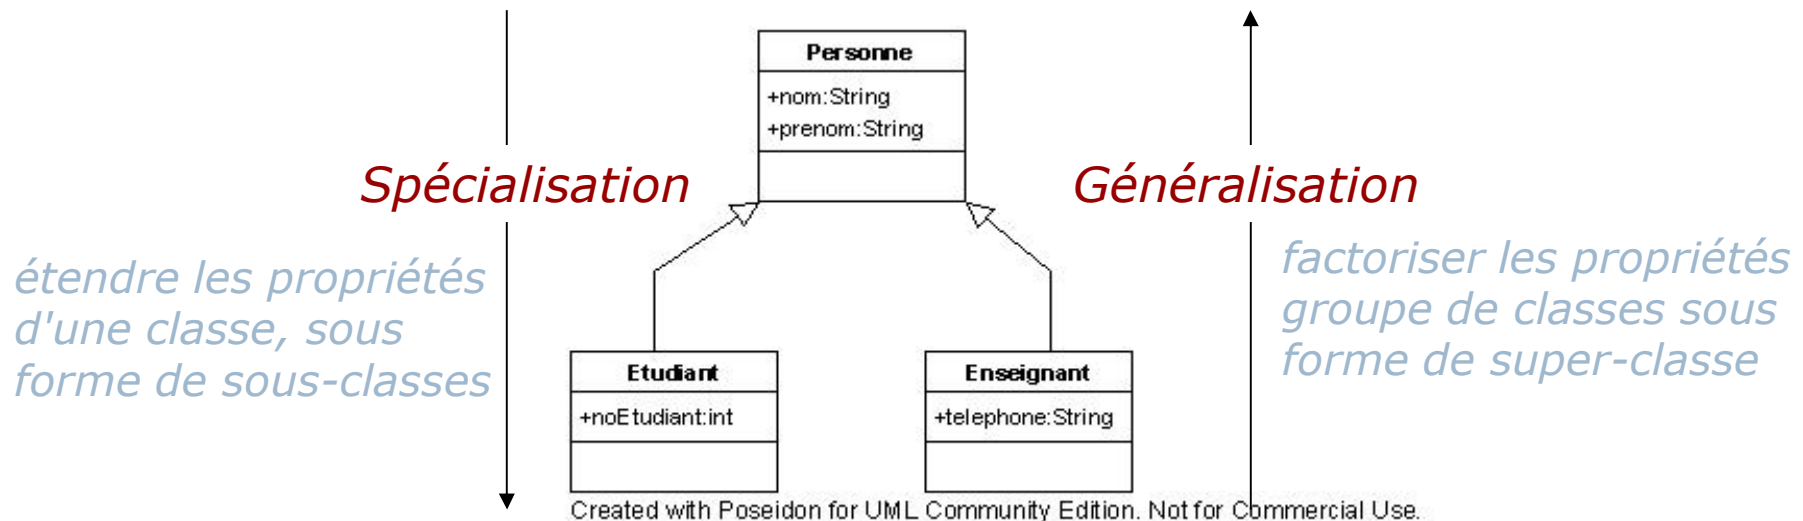 Personne
+nom:String
+prenom:String
Spécialisation
Généralisation
étendre les propriétés
d'une classe, sous
forme de sous-classes
factoriser les propriétés
groupe de classes sous
forme de super-classe
Etudiant
+noEtudiant:int
Enseignant
+telephone:String
Created with Poseidon for UML Community Edition. Not for Commercial Use.